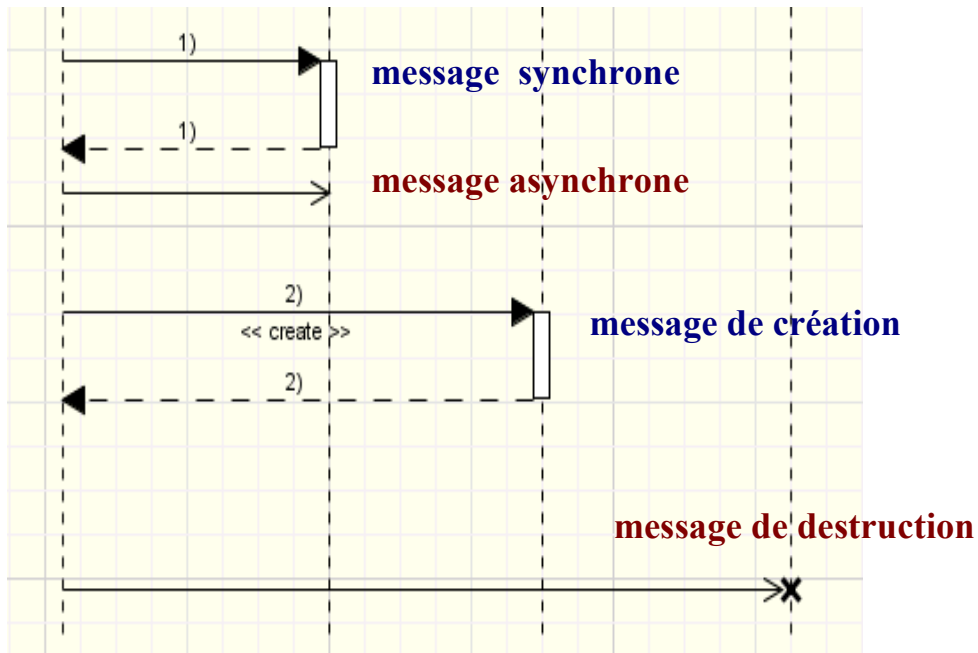 1)
message synchrone
1)
message asynchrone
2)
<< create >>
message de création
2)
message de destruction